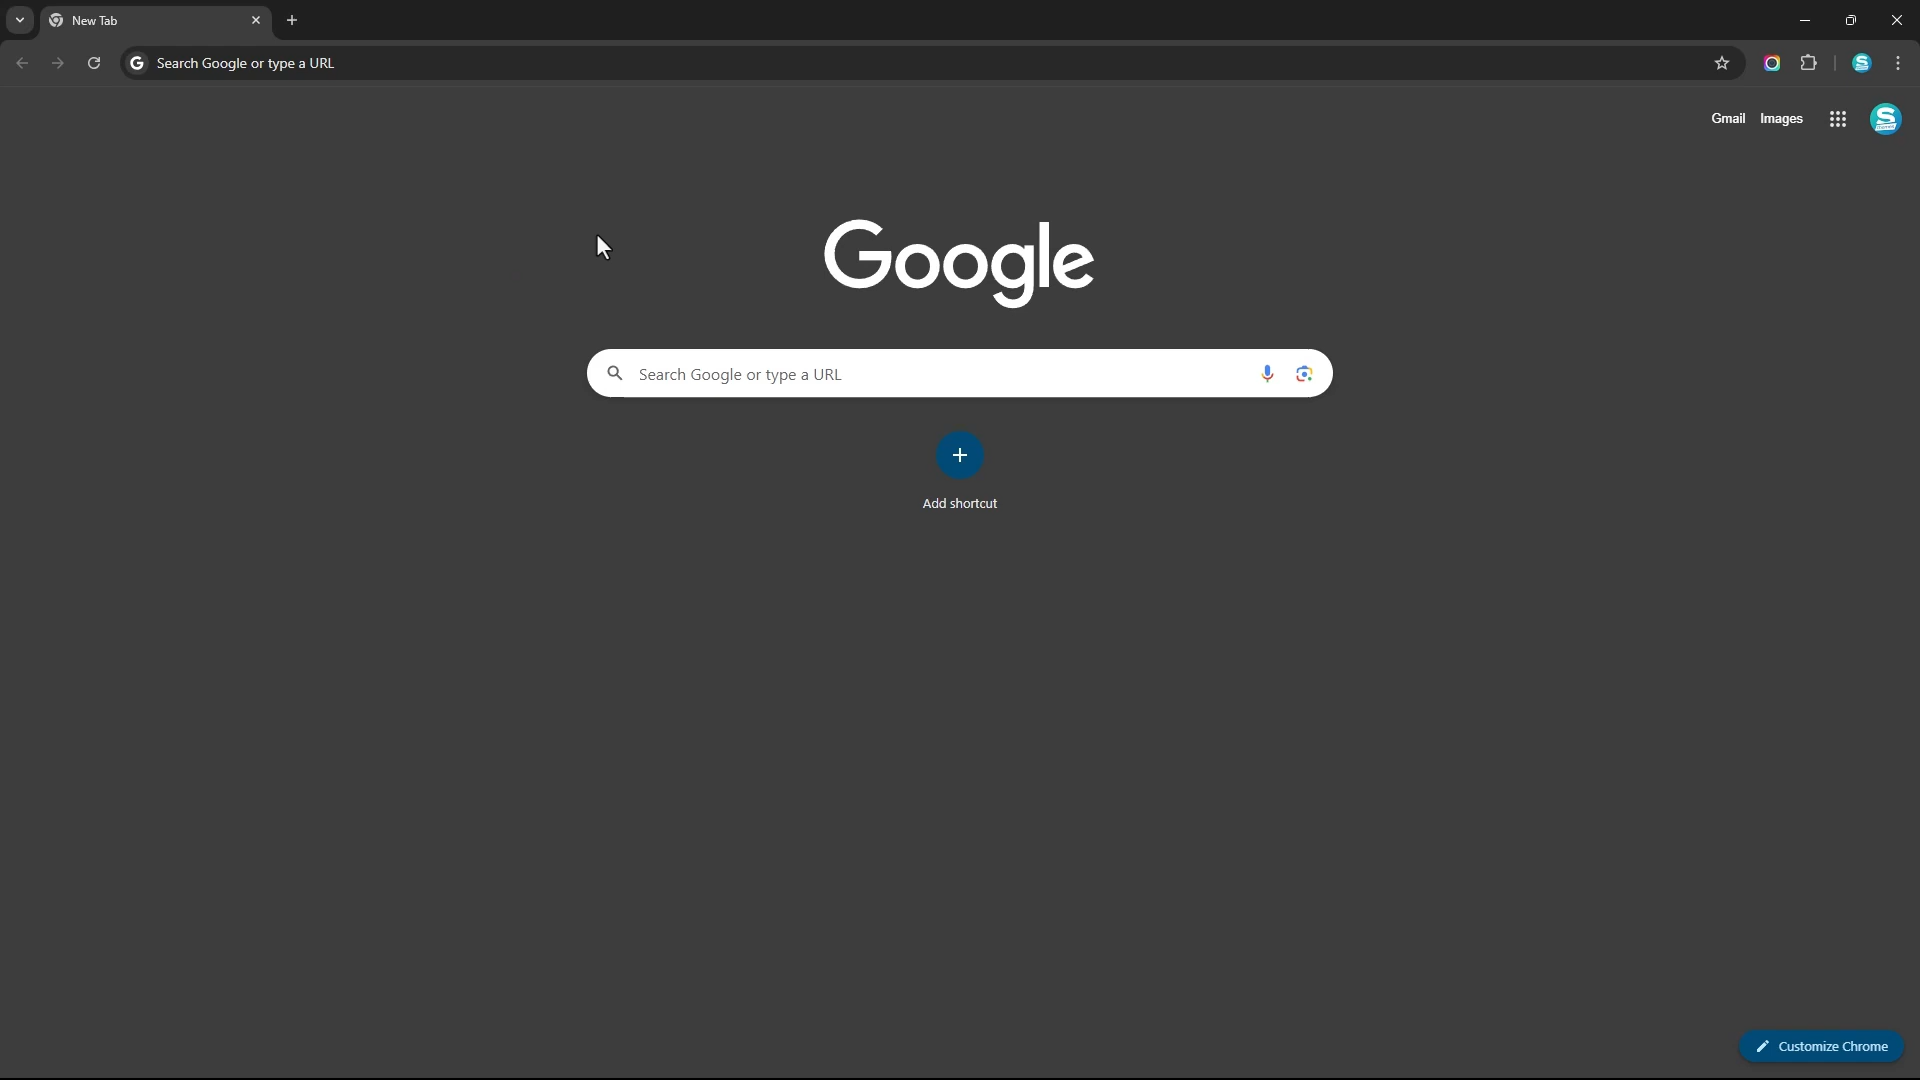 New Tab
Search Google or type a URL
Gmail Images
Google
Search Google or type a URL
Add shortcut
Customize Chrome